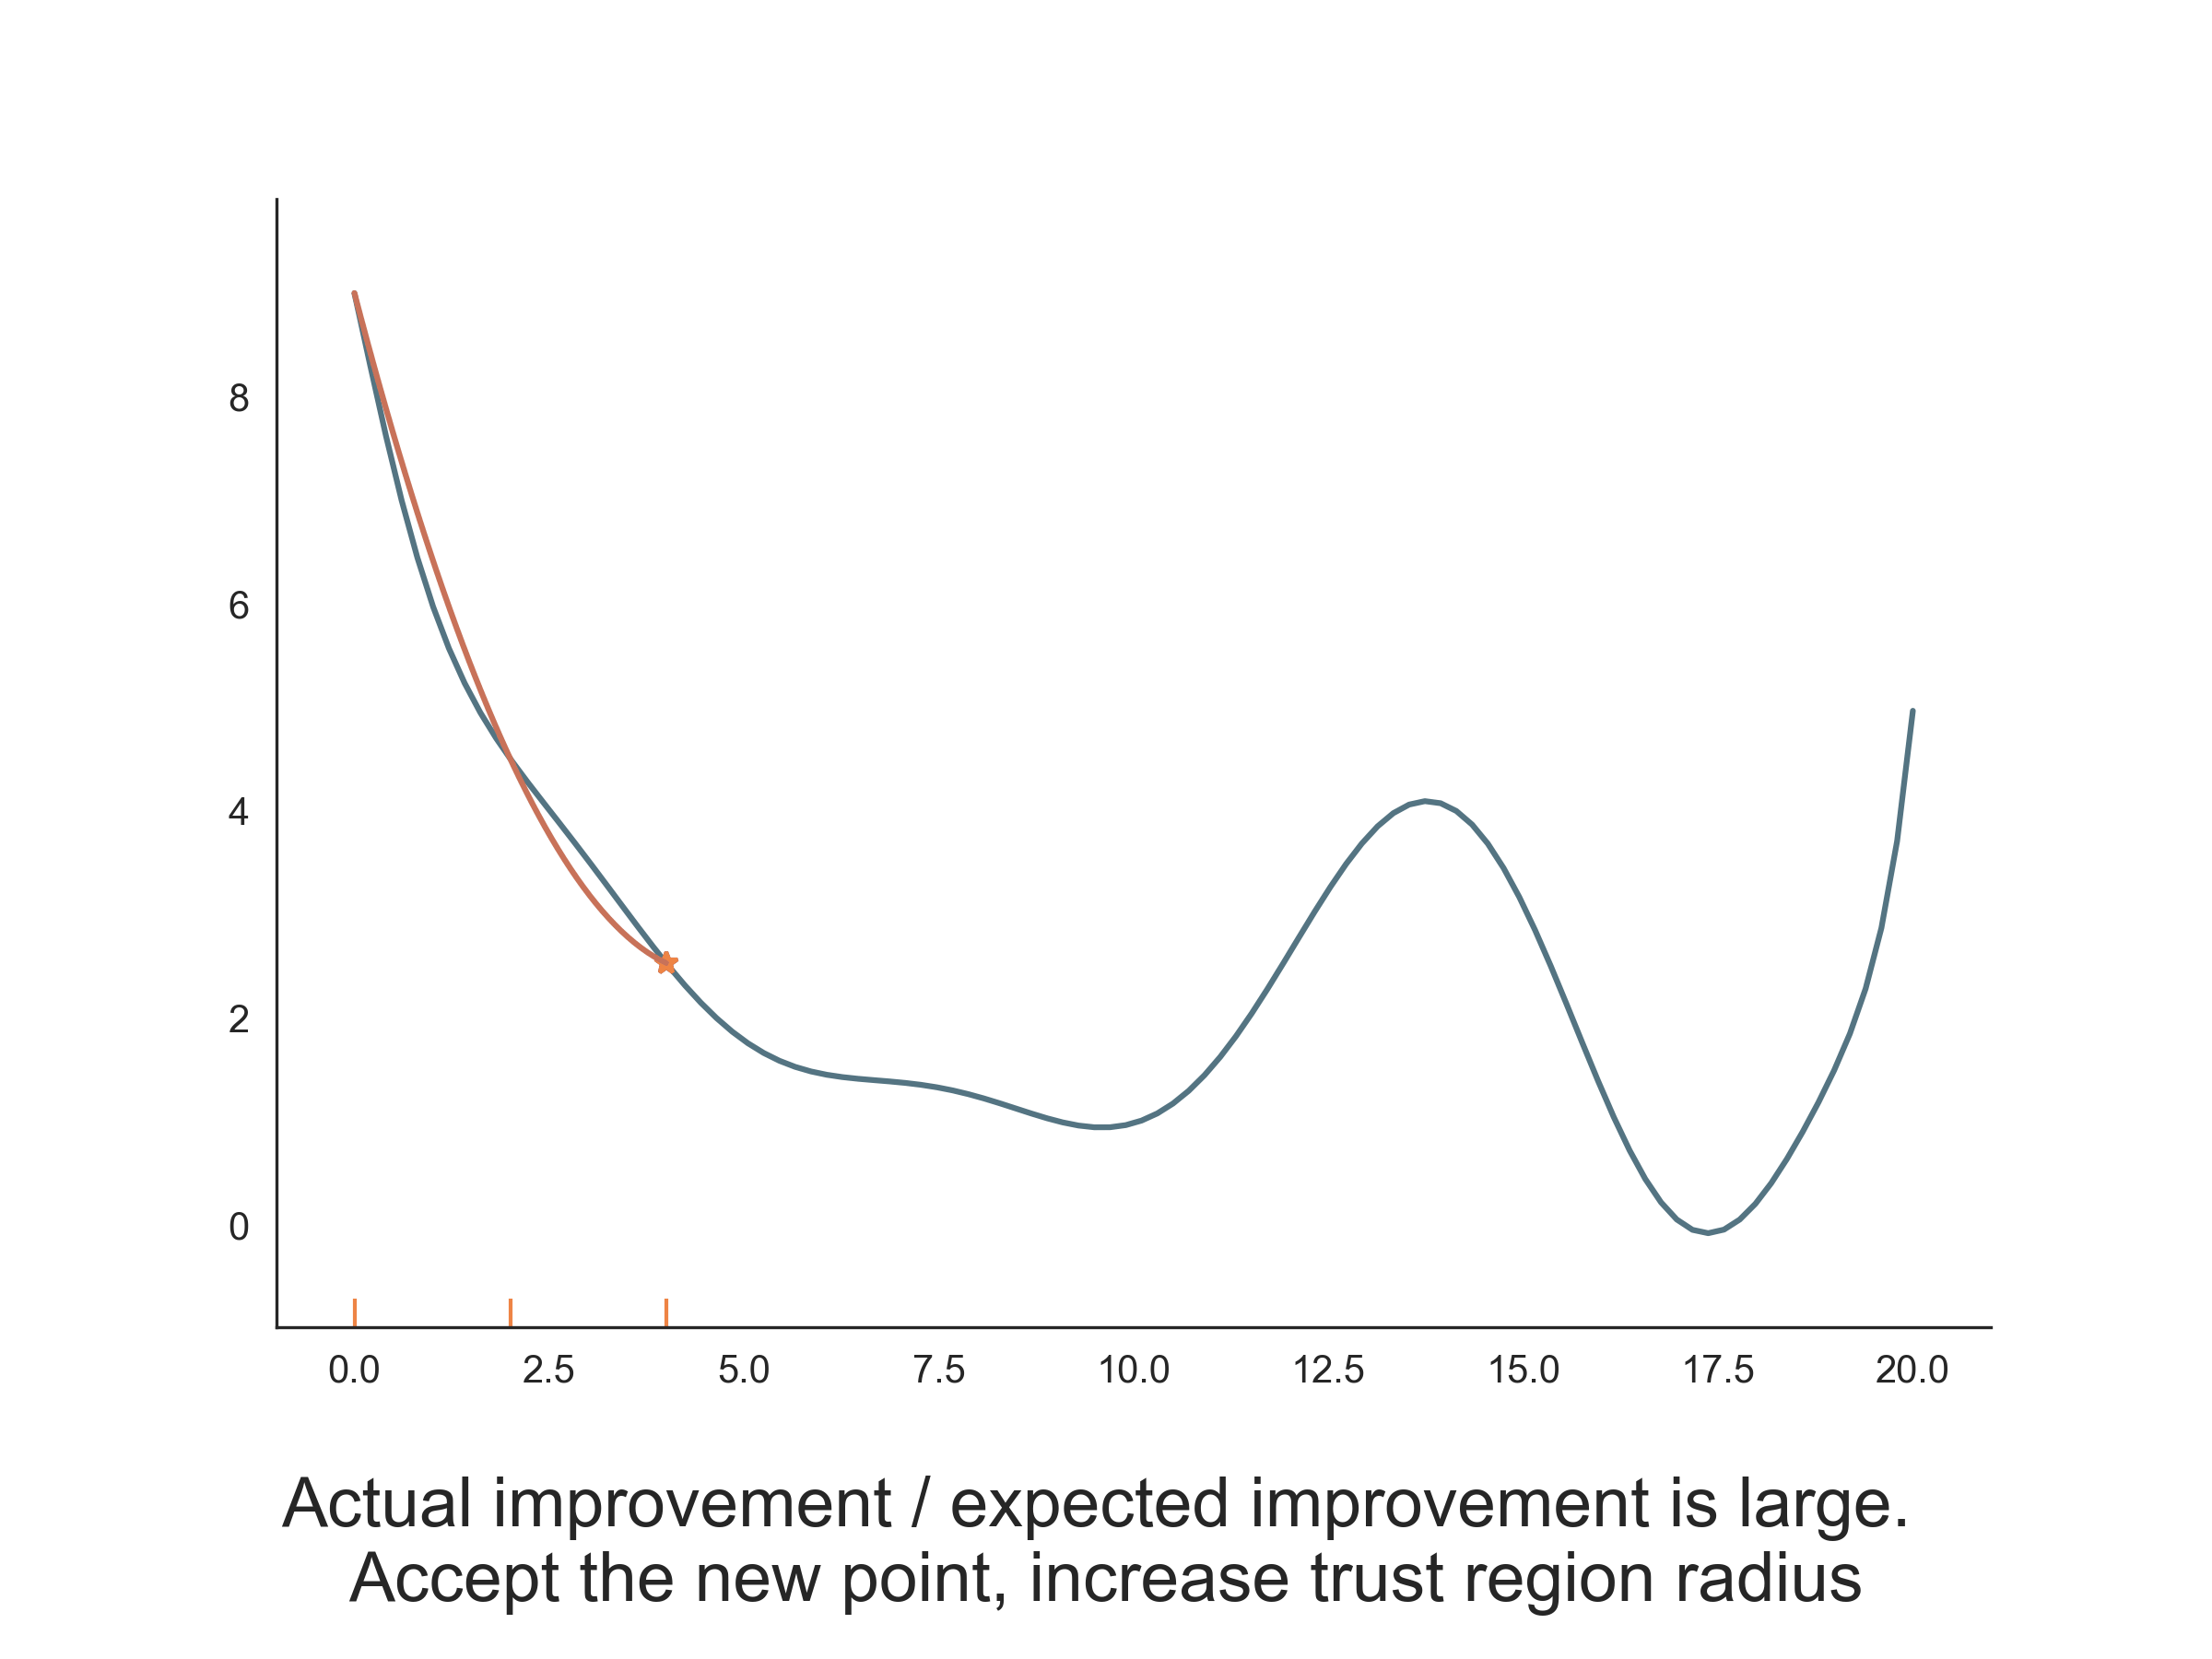 8
6
4
2
0
0.0 2.5 5.0 7.5 10.0 12.5 15.0 17.5 20.0
Actual improvement / expected improvement is large.
Accept the new point, increase trust region radius